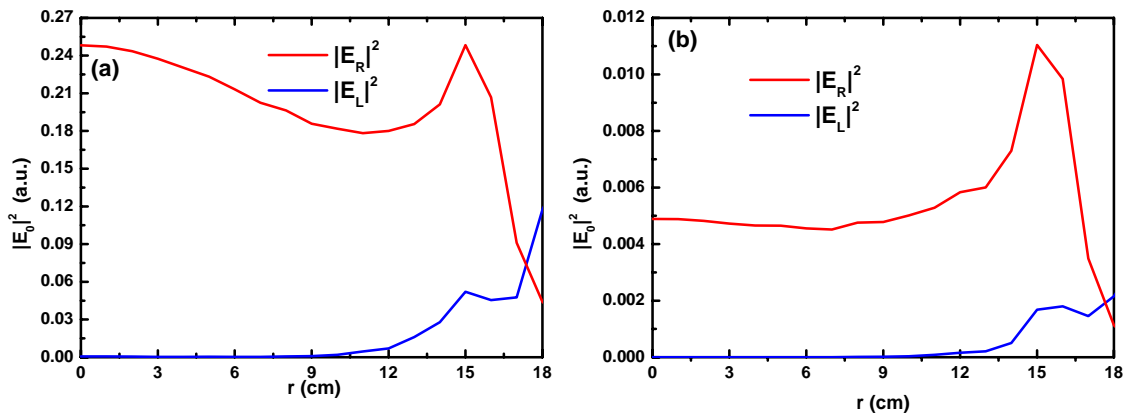 (a)
|E_R|^2
|E_L|^2
|E_0|^2 (a.u.)
0.27
0.24
0.21
0.18
0.15
0.12
0.09
0.06
0.03
0.00
0 3 6 9 12 15 18
r (cm)
(b)
|E_R|^2
|E_L|^2
|E_0|^2 (a.u.)
0.012
0.010
0.008
0.006
0.004
0.002
0.000
0 3 6 9 12 15 18
r (cm)